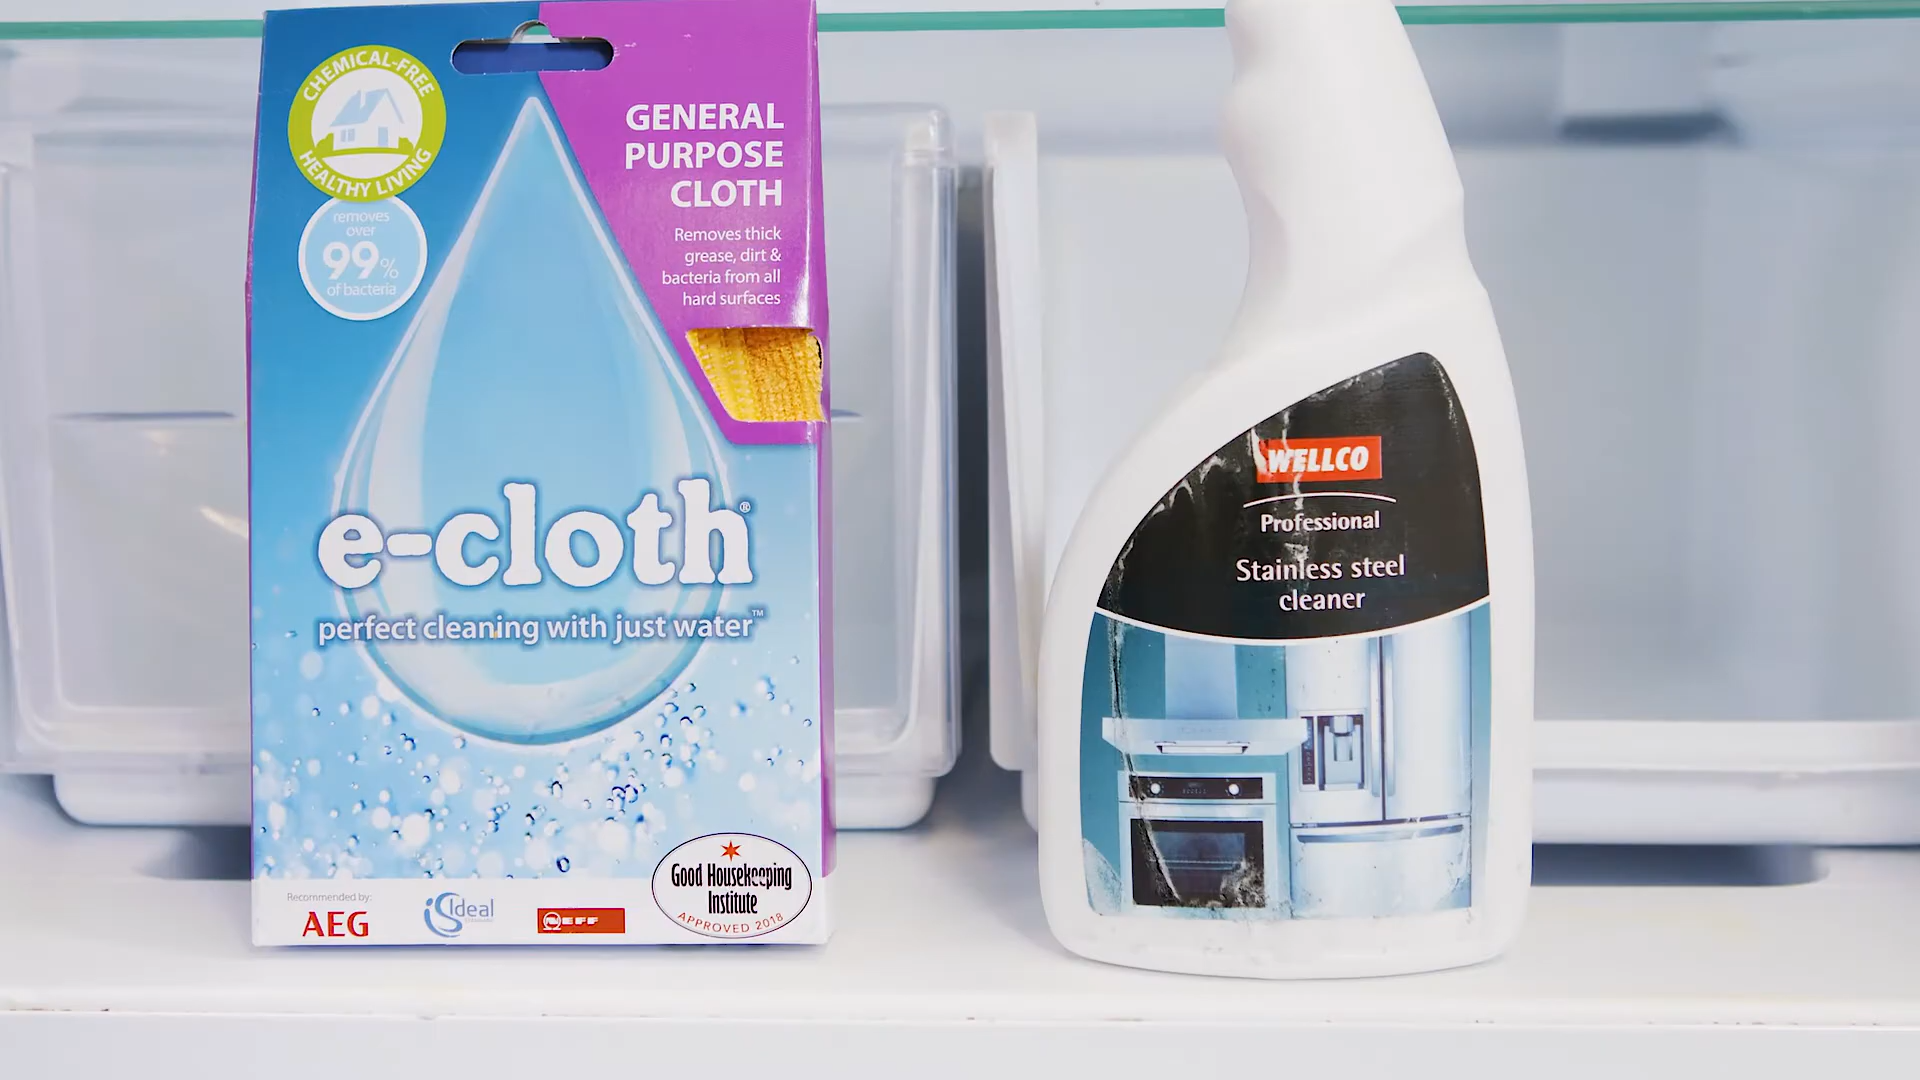 CHEMICAL-FREE
HEALTHY LIVING
removes
over
99%
of bacteria
GENERAL
PURPOSE
CLOTH
Removes thick
grease, dirt &
bacteria from all
hard surfaces
e-cloth®
perfect cleaning with just water™
Recommended by:
AEG
iS Ideal
NEFF
Good Housekeeping
Institute
APPROVED 2018
WELLCO
Professional
Stainless steel
cleaner